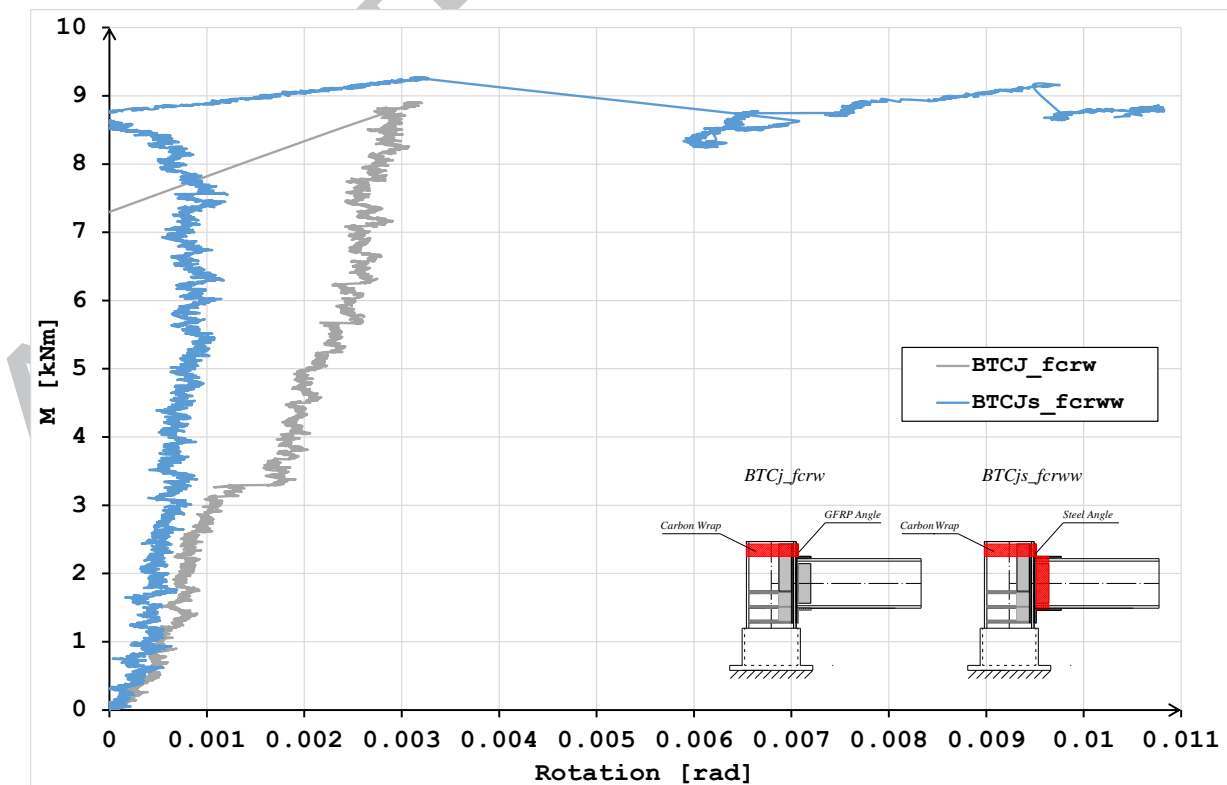 10
9
8
7
6
5
4
3
2
1
0
M [kNm]
0 0.001 0.002 0.003 0.004 0.005 0.006 0.007 0.008 0.009 0.01 0.011
Rotation [rad]
BTCJ_fcrw
BTCJs_fcrww
BTCj_fcrw
Carbon Wrap
GFRP Angle
BTCjs_fcrww
Carbon Wrap
Steel Angle